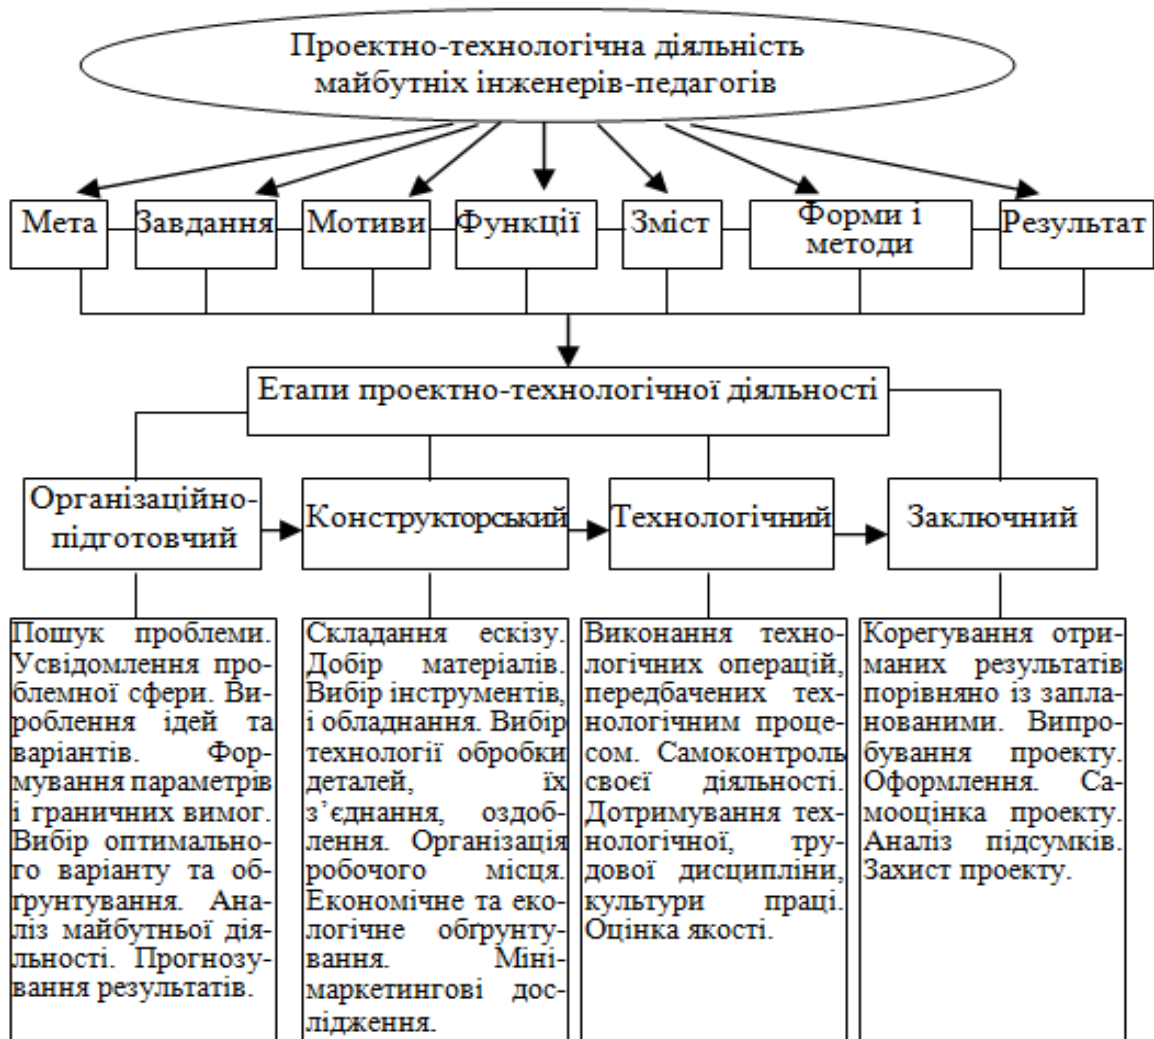 Проектно-технологічна діяльність
майбутніх інженерів-педагогів
Мета
Завдання
Мотиви
Функції
Зміст
Форми і
методи
Результат
Етапи проектно-технологічної діяльності
Організаційно-
підготовчий
Конструкторський
Технологічний
Заключний
Пошук проблеми.
Усвідомлення про-
блемної сфери. Ви-
роблення ідей та
варіантів. Фор-
мування параметрів
і граничних вимог.
Вибір оптимально-
го варіанту та об-
ґрунтування. Ана-
ліз майбутньої дія-
льності. Прогнозу-
вання результатів.
Складання ескізу.
Добір матеріалів.
Вибір інструментів,
і обладнання. Вибір
технології обробки
деталей, їх
з’єднання, оздоб-
лення. Організація
робочого місця.
Економічне та еко-
логічне обґрунту-
вання. Міні-
маркетингові дос-
лідження.
Виконання техно-
логічних операцій,
передбачених тех-
нологічним проце-
сом. Самоконтроль
своєї діяльності.
Дотримування тех-
нологічної, тру-
дової дисципліни,
культури праці.
Оцінка якості.
Корегування отри-
маних результатів
порівняно із запла-
нованими. Випро-
бування проекту.
Оформлення. Са-
мооцінка проекту.
Аналіз підсумків.
Захист проекту.